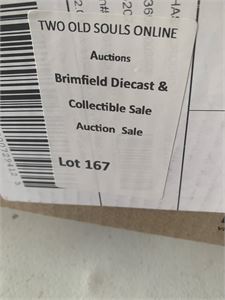 TWO OLD SOULS ONLINE
Auctions
Brimfield Diecast &
Collectible Sale
Auction Sale
Lot 167